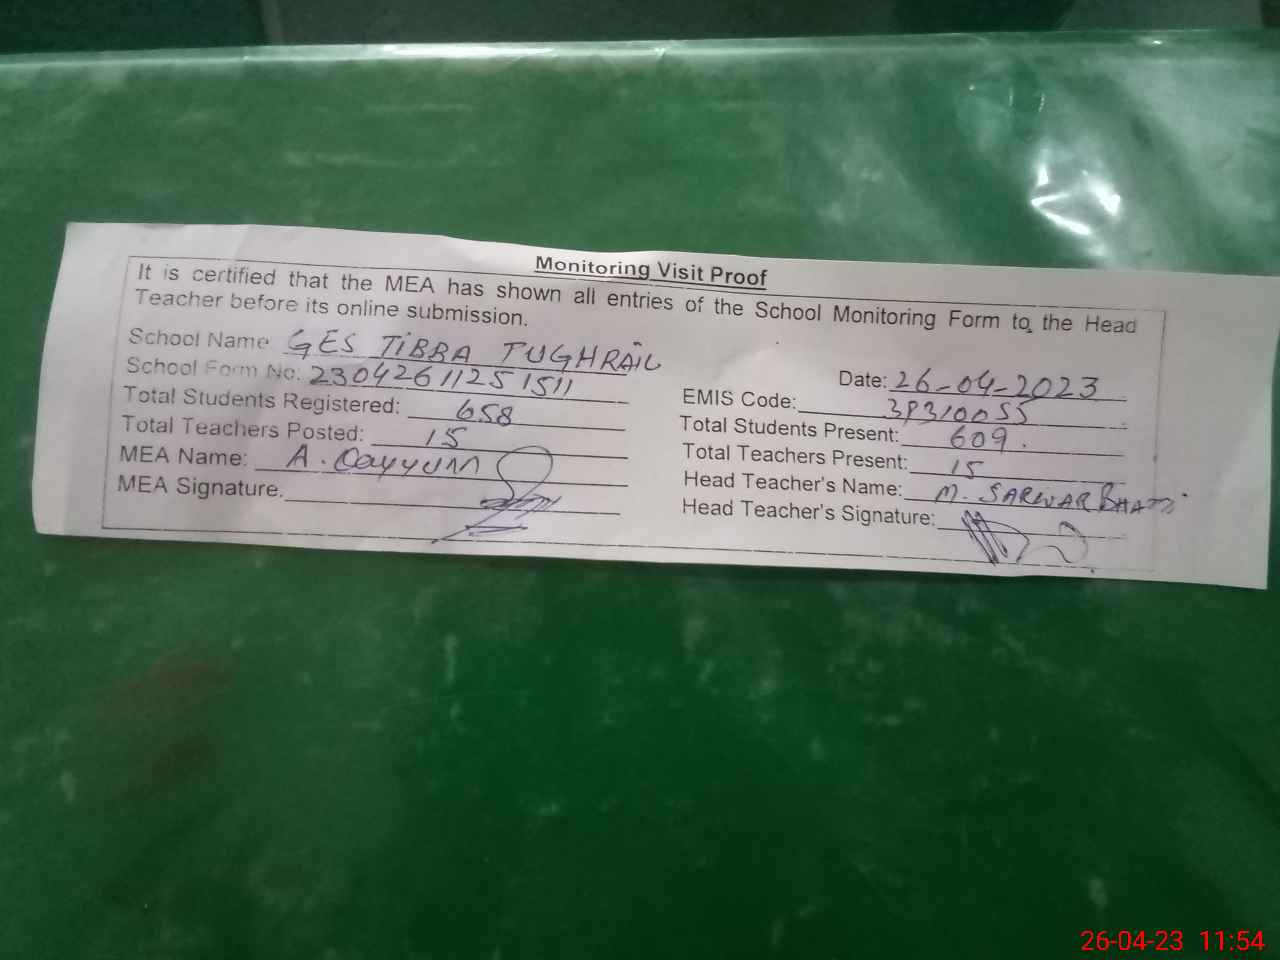 Monitoring Visit Proof
It is certified that the MEA has shown all entries of the School Monitoring Form to the Head
Teacher before its online submission.
School Name GES TIBBA TUGHRAIL
School Form No: 23042611251511
Date: 26-04-2023
Total Students Registered: 658
EMIS Code: 38310055
Total Teachers Posted: 15
Total Students Present: 609.
MEA Name: A. Qayyum
Total Teachers Present: 15
MEA Signature:
Head Teacher's Name: M. SARWAR BHATTI
Head Teacher's Signature:
26-04-23 11:54